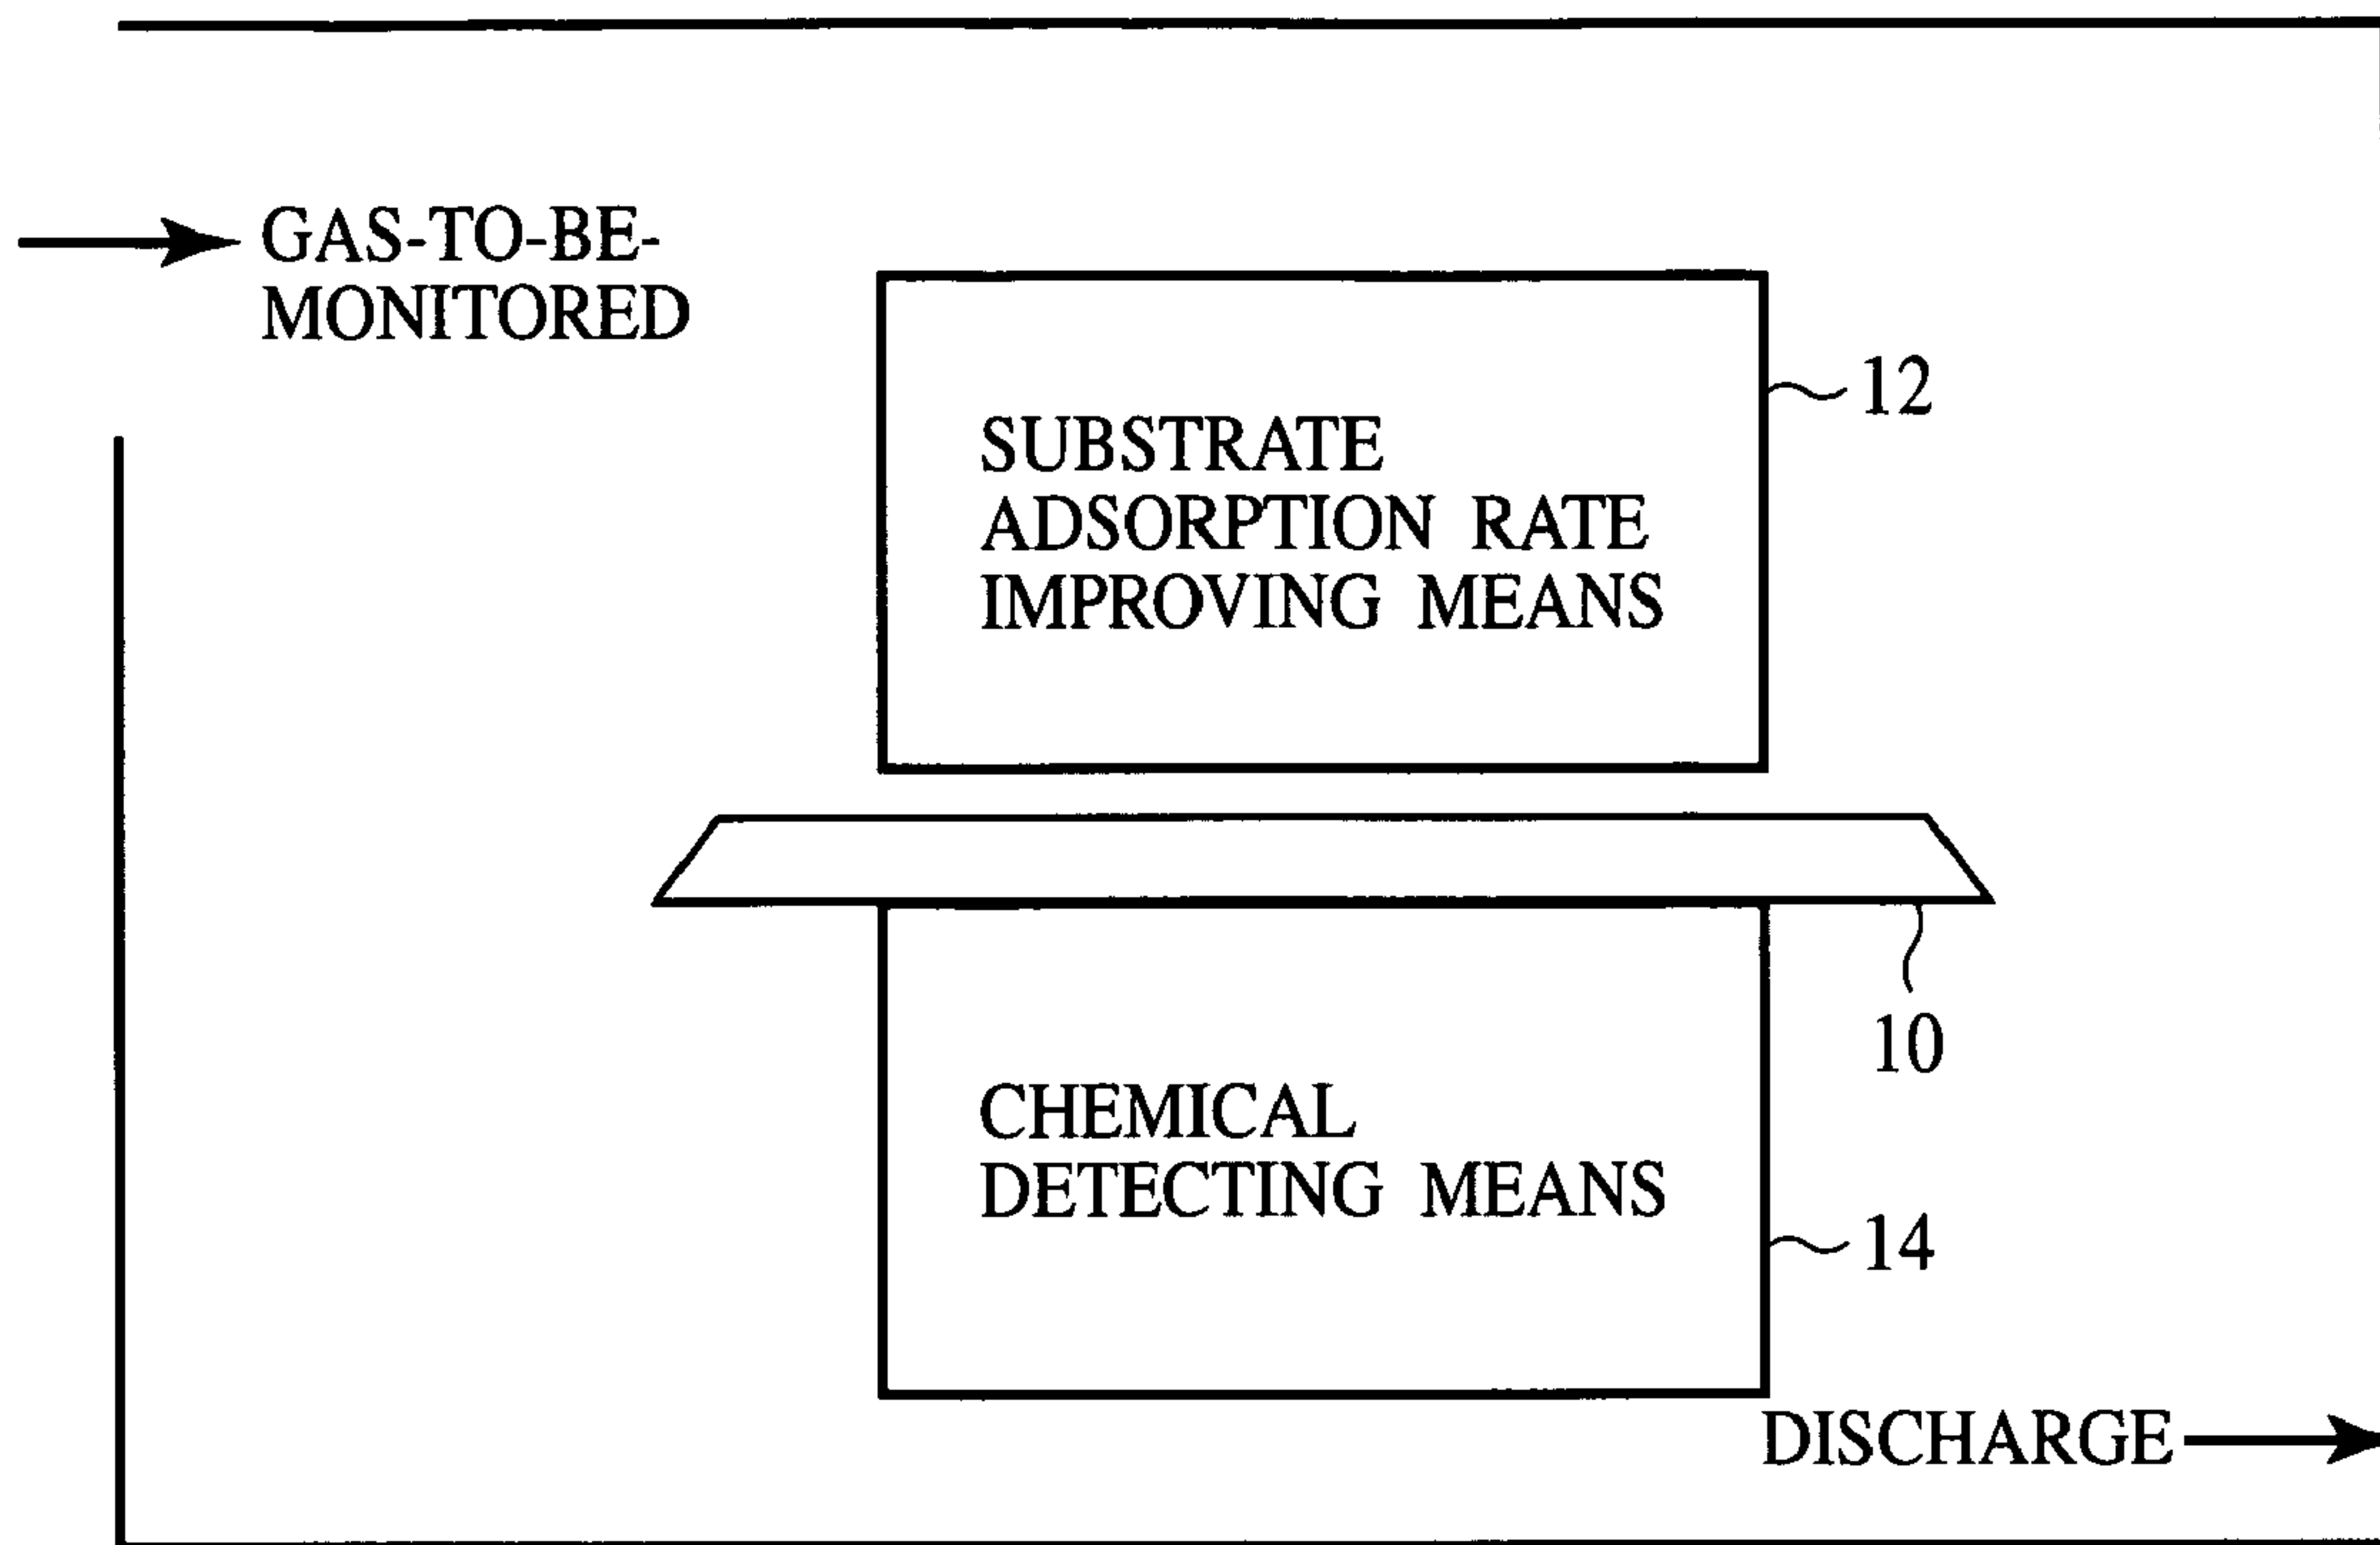 GAS-TO-BE-
MONITORED
12
SUBSTRATE
ADSORPTION RATE
IMPROVING MEANS
10
CHEMICAL
DETECTING MEANS
14
DISCHARGE